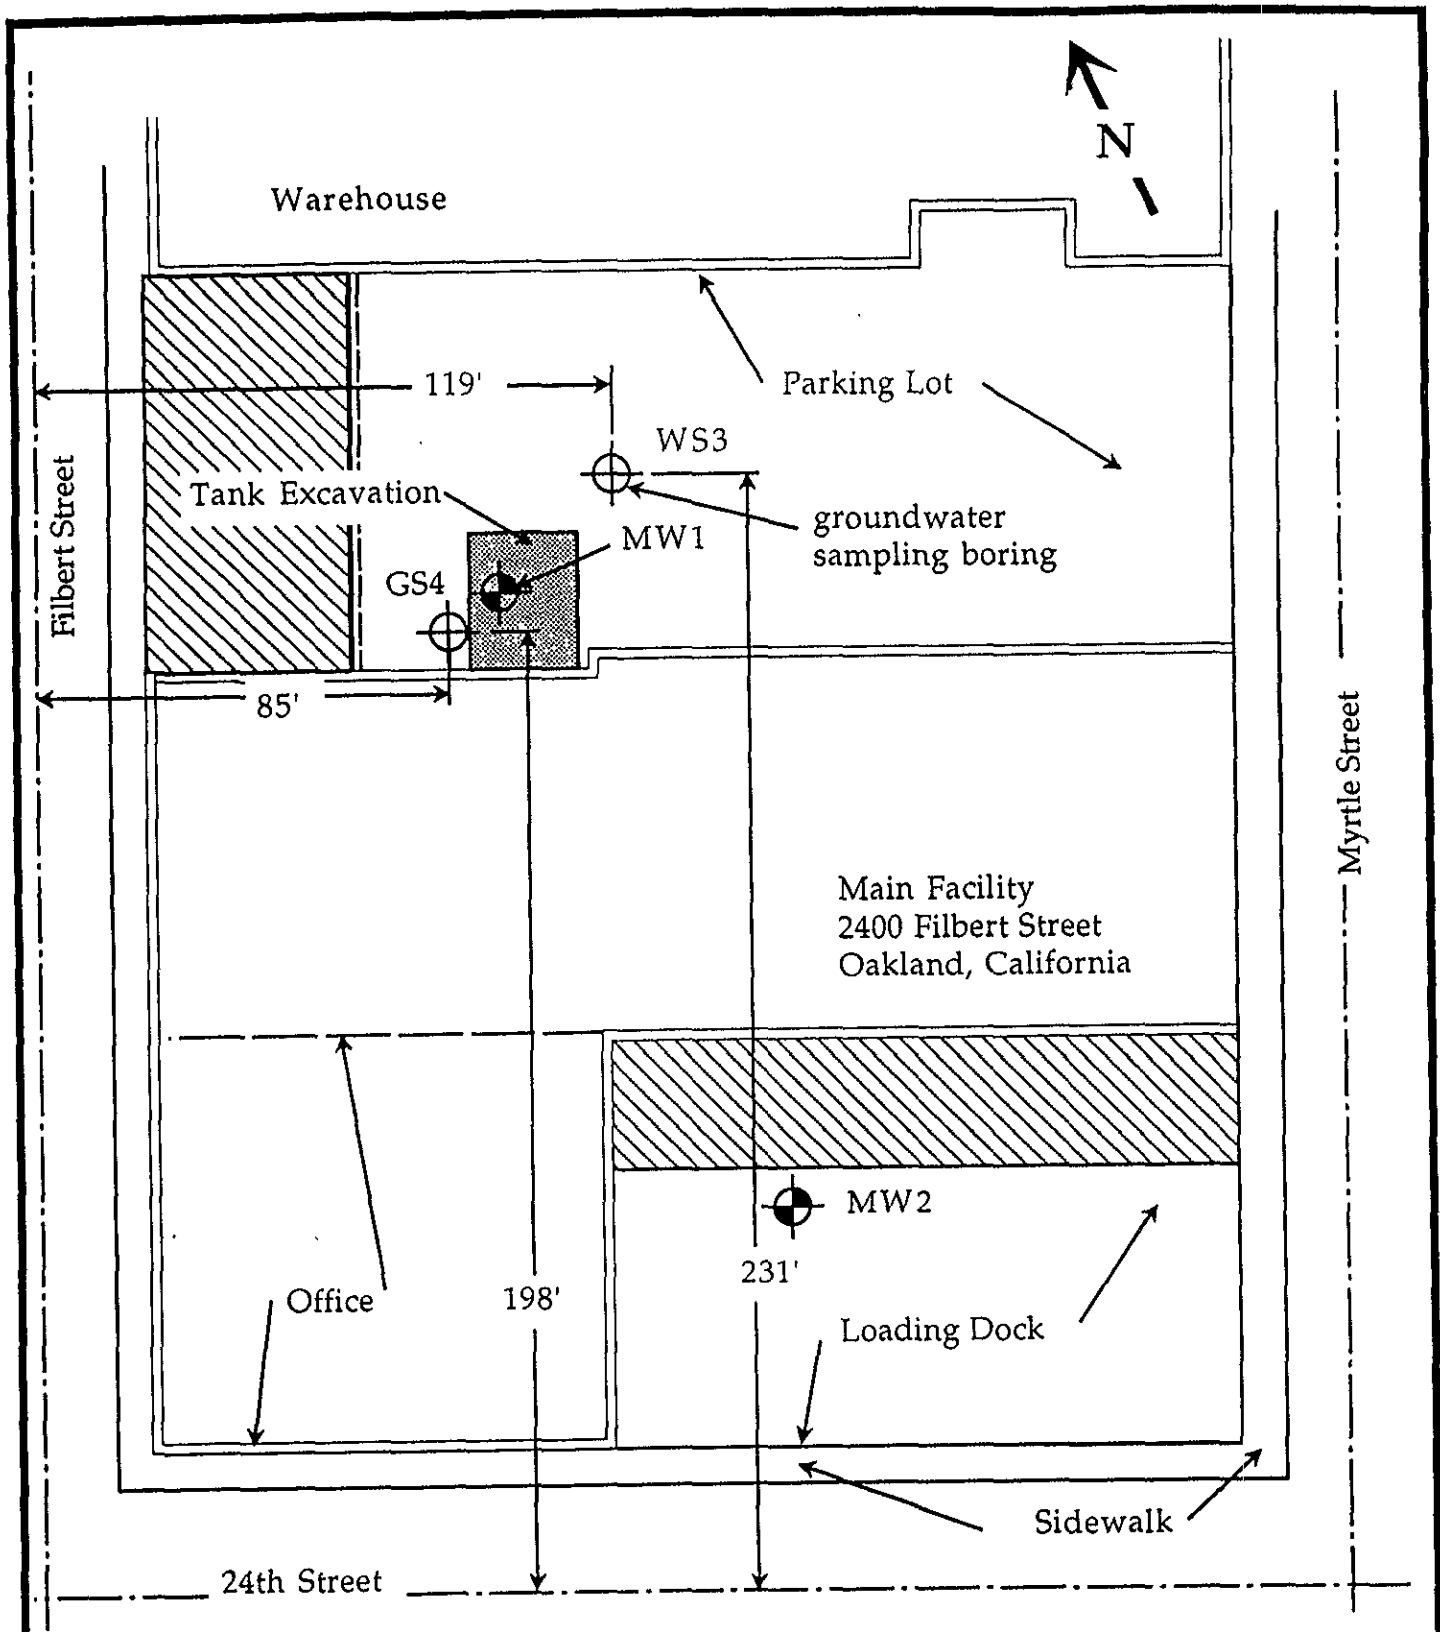 N
Warehouse
119'
Parking Lot
WS3
Tank Excavation
groundwater
sampling boring
MW1
GS4
Filbert Street
85'
Myrtle Street
Main Facility
2400 Filbert Street
Oakland, California
MW2
231'
198'
Office
Loading Dock
Sidewalk
24th Street